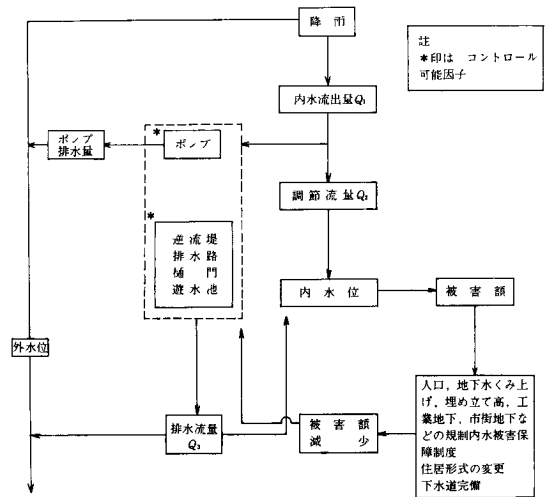 降雨
註
*印は コントロール
可能因子
内水流出量Q₁
ポンプ
排水量
*
ポンプ
調節流量Q₂
*
逆流堤
排水路
樋門
遊水池
内水位
被害額
外水位
人口，地下水くみ上
げ，埋め立て高，工
業地下，市街地下な
どの規制内水被害保
障制度
住居形式の変更
下水道完備
被害額
減少
排水流量
Q₃